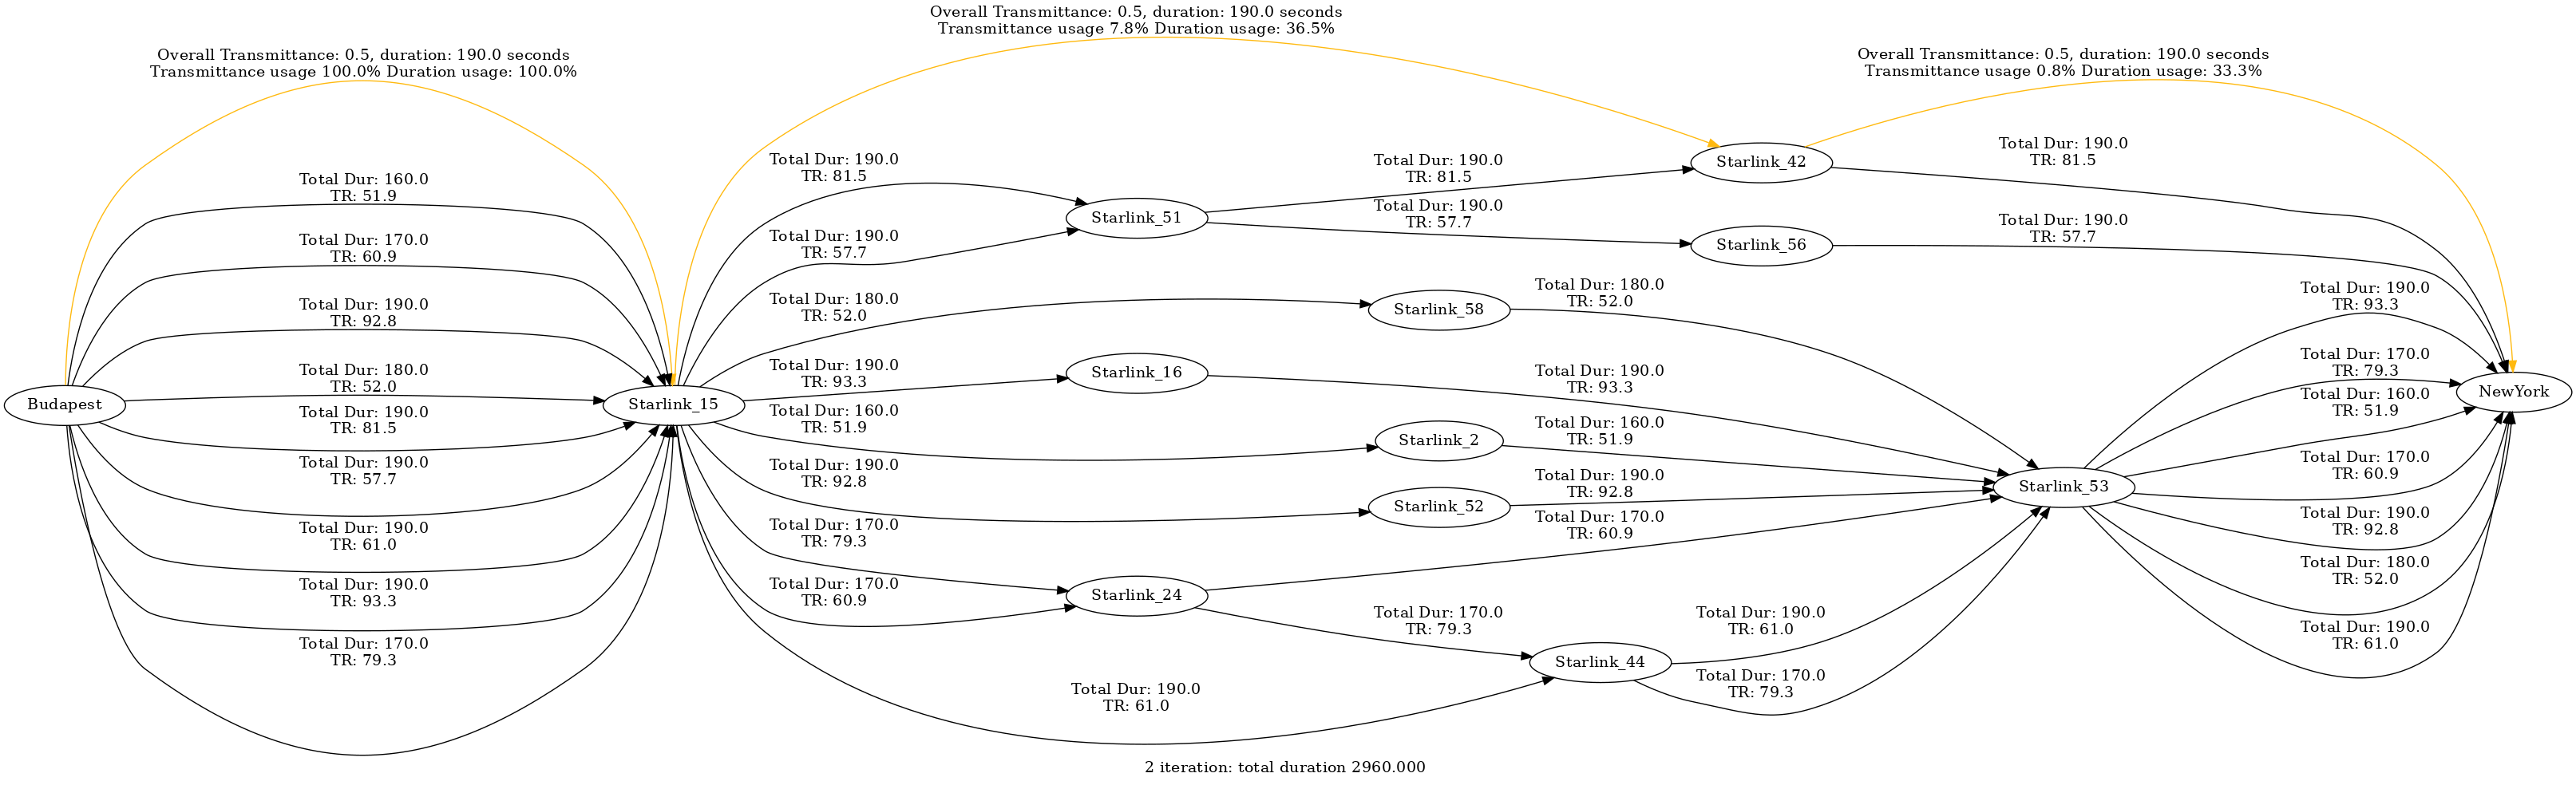 Overall Transmittance: 0.5, duration: 190.0 seconds
Transmittance usage 7.8% Duration usage: 36.5%
Overall Transmittance: 0.5, duration: 190.0 seconds
Transmittance usage 100.0% Duration usage: 100.0%
Overall Transmittance: 0.5, duration: 190.0 seconds
Transmittance usage 0.8% Duration usage: 33.3%
Budapest
Total Dur: 160.0
TR: 51.9
Total Dur: 170.0
TR: 60.9
Total Dur: 190.0
TR: 92.8
Total Dur: 180.0
TR: 52.0
Total Dur: 190.0
TR: 81.5
Total Dur: 190.0
TR: 57.7
Total Dur: 190.0
TR: 61.0
Total Dur: 190.0
TR: 93.3
Total Dur: 170.0
TR: 79.3
Starlink_15
Total Dur: 190.0
TR: 81.5
Total Dur: 190.0
TR: 57.7
Total Dur: 180.0
TR: 52.0
Total Dur: 190.0
TR: 93.3
Total Dur: 160.0
TR: 51.9
Total Dur: 190.0
TR: 92.8
Total Dur: 170.0
TR: 79.3
Total Dur: 170.0
TR: 60.9
Total Dur: 190.0
TR: 61.0
Starlink_51
Starlink_16
Starlink_24
Total Dur: 190.0
TR: 81.5
Total Dur: 190.0
TR: 57.7
Starlink_58
Starlink_2
Starlink_52
Total Dur: 170.0
TR: 79.3
Total Dur: 180.0
TR: 52.0
Total Dur: 190.0
TR: 93.3
Total Dur: 160.0
TR: 51.9
Total Dur: 190.0
TR: 92.8
Total Dur: 170.0
TR: 60.9
Starlink_44
Starlink_42
Starlink_56
Total Dur: 190.0
TR: 61.0
Total Dur: 170.0
TR: 79.3
Total Dur: 190.0
TR: 81.5
Total Dur: 190.0
TR: 57.7
Starlink_53
Total Dur: 190.0
TR: 93.3
Total Dur: 170.0
TR: 79.3
Total Dur: 160.0
TR: 51.9
Total Dur: 170.0
TR: 60.9
Total Dur: 190.0
TR: 92.8
Total Dur: 180.0
TR: 52.0
Total Dur: 190.0
TR: 61.0
NewYork
2 iteration: total duration 2960.000